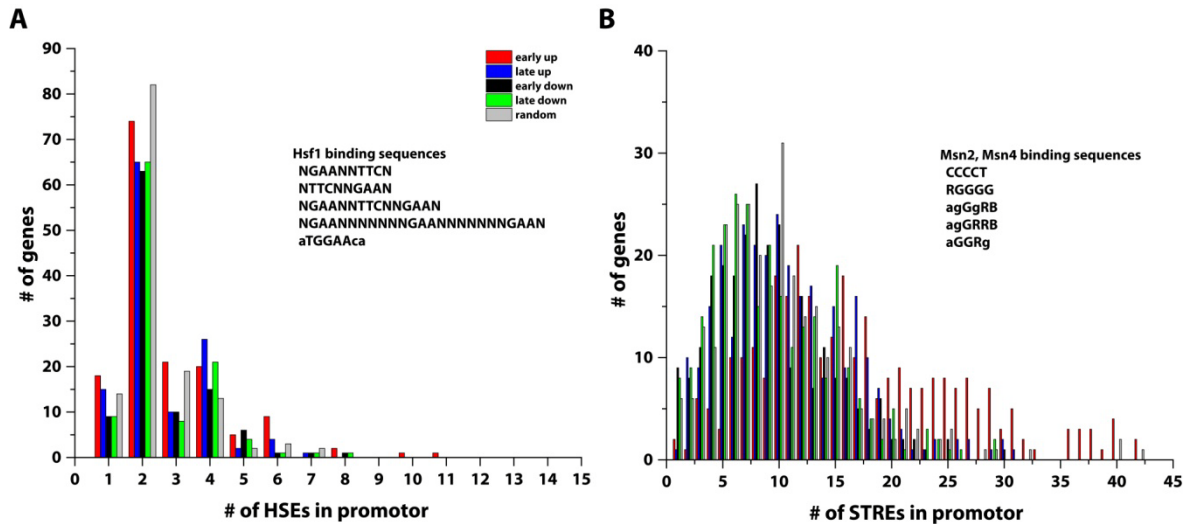 A
90
80
70
60
50
40
30
20
10
0
# of genes
1 2 3 4 5 6 7 8 9 10 11 12 13 14 15
# of HSEs in promotor
early up
late up
early down
late down
random
Hsf1 binding sequences
NGAANNTTCN
NTTCNNGAAN
NGAANNTTCNNGAAN
NGAANNNNNNNGAANNNNNNNGAAN
aTGGAAca
B
40
30
20
10
0
# of genes
0 5 10 15 20 25 30 35 40 45
# of STREs in promotor
Msn2, Msn4 binding sequences
CCCCT
RGGGG
agGgRB
agGRRB
aGGRg